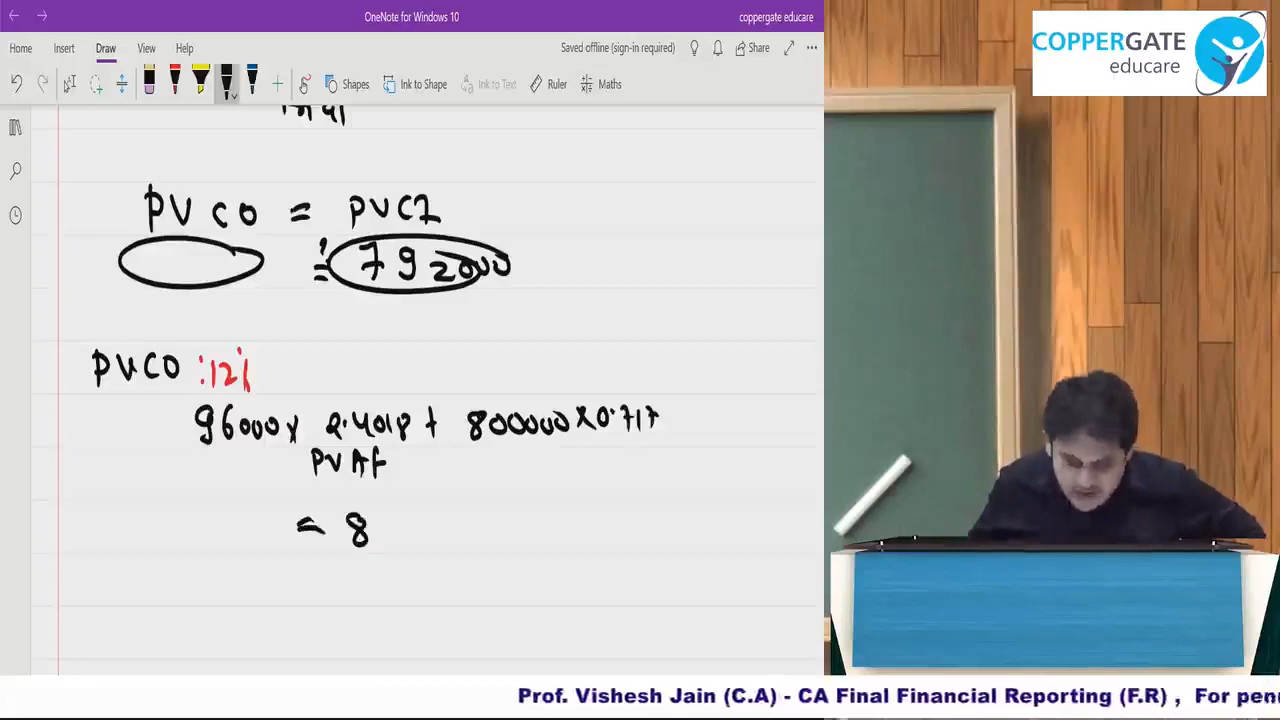 OneNote for Windows 10
coppergate educare
Home Insert Draw View Help
Saved offline (sign-in required)
Share
Shapes Ink to Shape Ink to Text Ruler Maths
COPPERGATE
educare
PV CO = PVCI
= 792000
PVCO :12%
96000 x 2.4018 + 800000 x 0.717
PVAF
= 8
Prof. Vishesh Jain (C.A) - CA Final Financial Reporting (F.R) , For pen